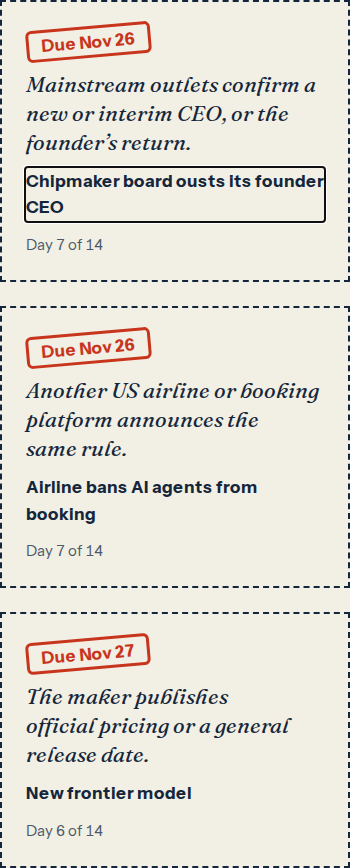 Due Nov 26
Mainstream outlets confirm a
new or interim CEO, or the
founder’s return.
Chipmaker board ousts its founder
CEO
Day 7 of 14
Due Nov 26
Another US airline or booking
platform announces the
same rule.
Airline bans AI agents from
booking
Day 7 of 14
Due Nov 27
The maker publishes
official pricing or a general
release date.
New frontier model
Day 6 of 14